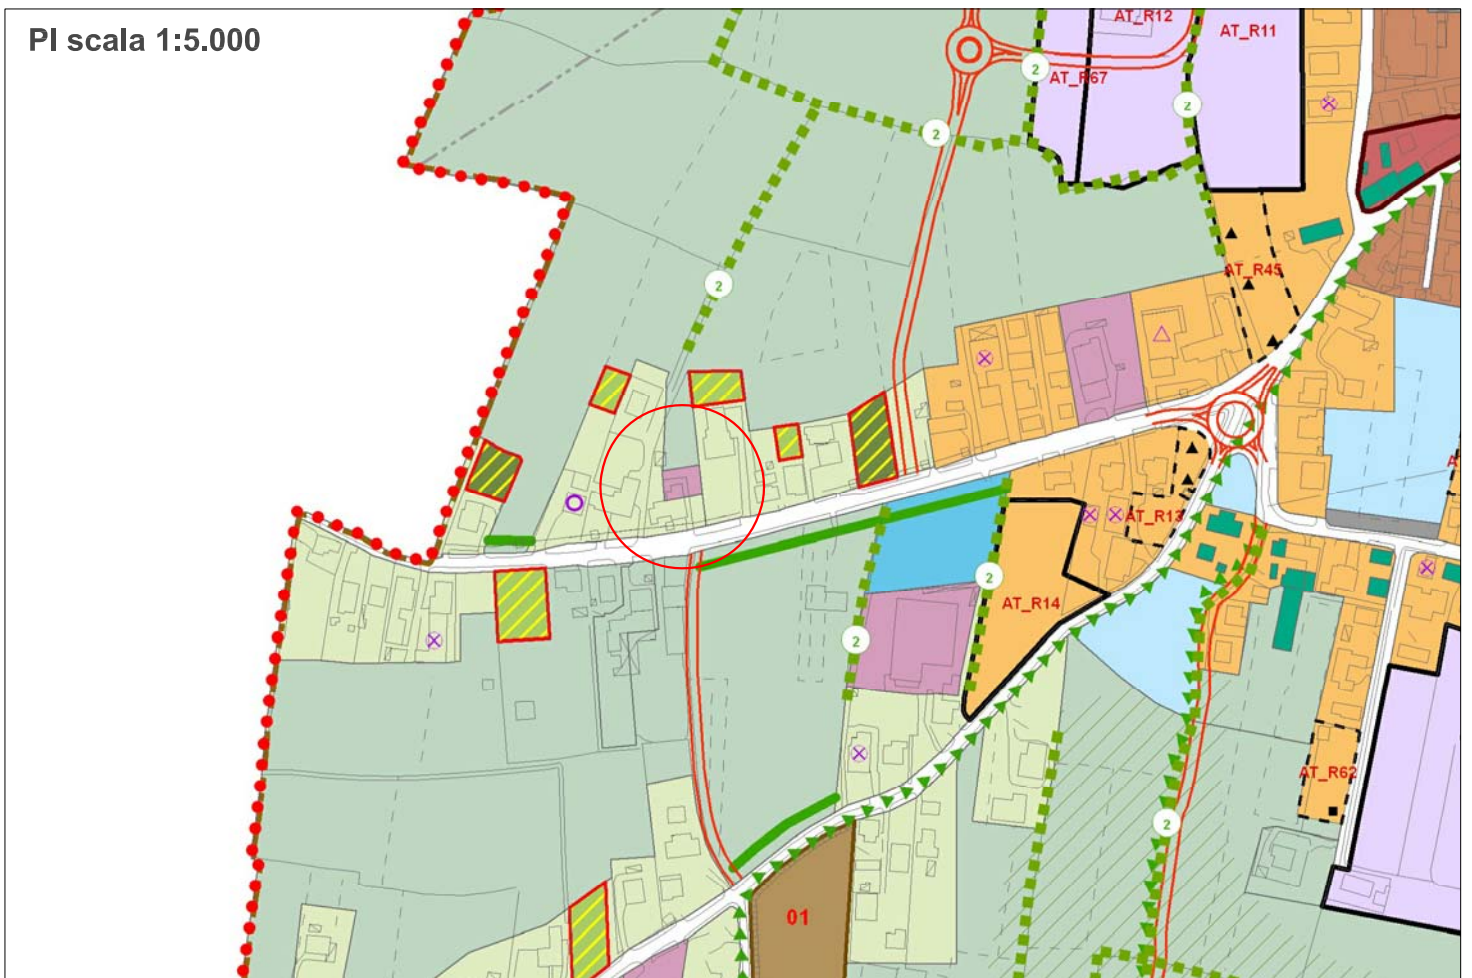 PI scala 1:5.000
AT_R12
AT_R11
2
AT_R67
2
2
AT_R45
2
AT_R13
2
AT_R14
2
AT_R62
2
01